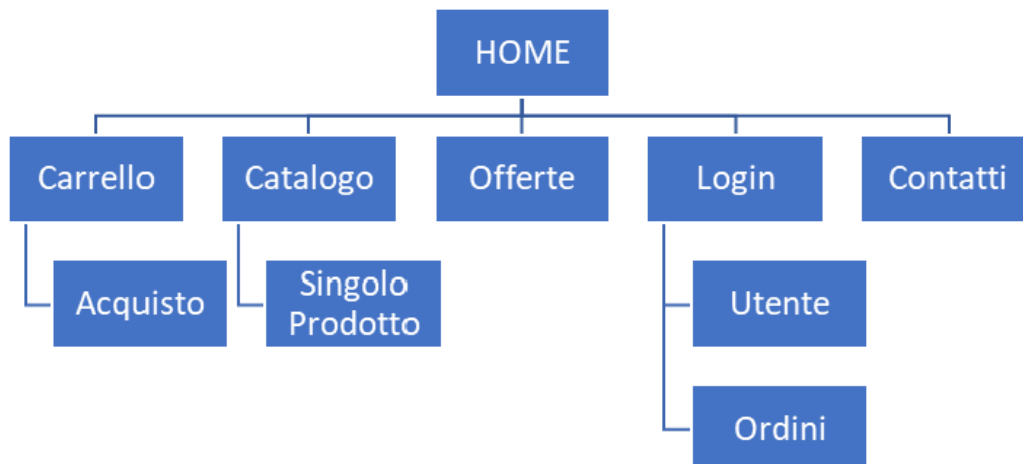 HOME
Carrello
Catalogo
Offerte
Login
Contatti
Acquisto
Singolo
Prodotto
Utente
Ordini